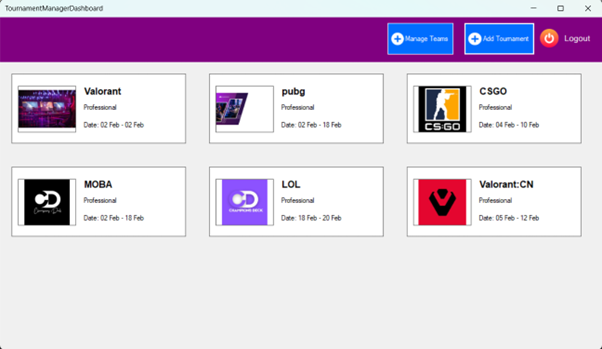 TournamentManagerDashboard
Manage Teams
Add Tournament
Logout
Valorant
Professional
Date: 02 Feb - 02 Feb
pubg
Professional
Date: 02 Feb - 18 Feb
CS:GO
CSGO
Professional
Date: 04 Feb - 10 Feb
CD
MOBA
Professional
Date: 02 Feb - 18 Feb
CD
LOL
Professional
Date: 18 Feb - 20 Feb
Valorant:CN
Professional
Date: 05 Feb - 12 Feb